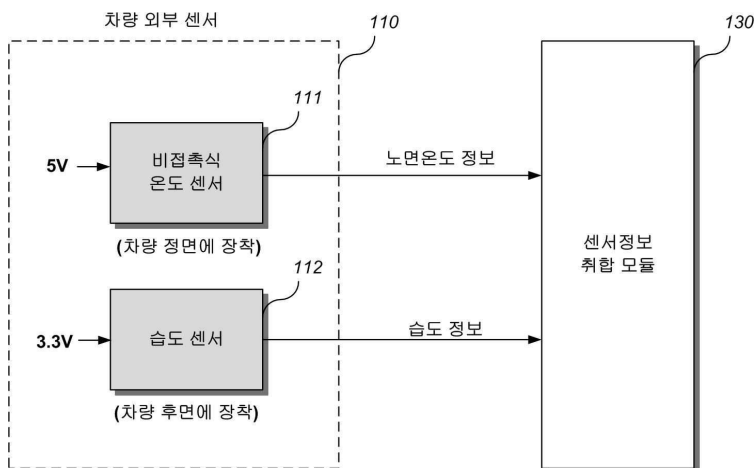 차량 외부 센서
110
130
111
5V
비접촉식
온도 센서
노면온도 정보
(차량 정면에 장착)
센서정보
취합 모듈
112
3.3V
습도 센서
습도 정보
(차량 후면에 장착)